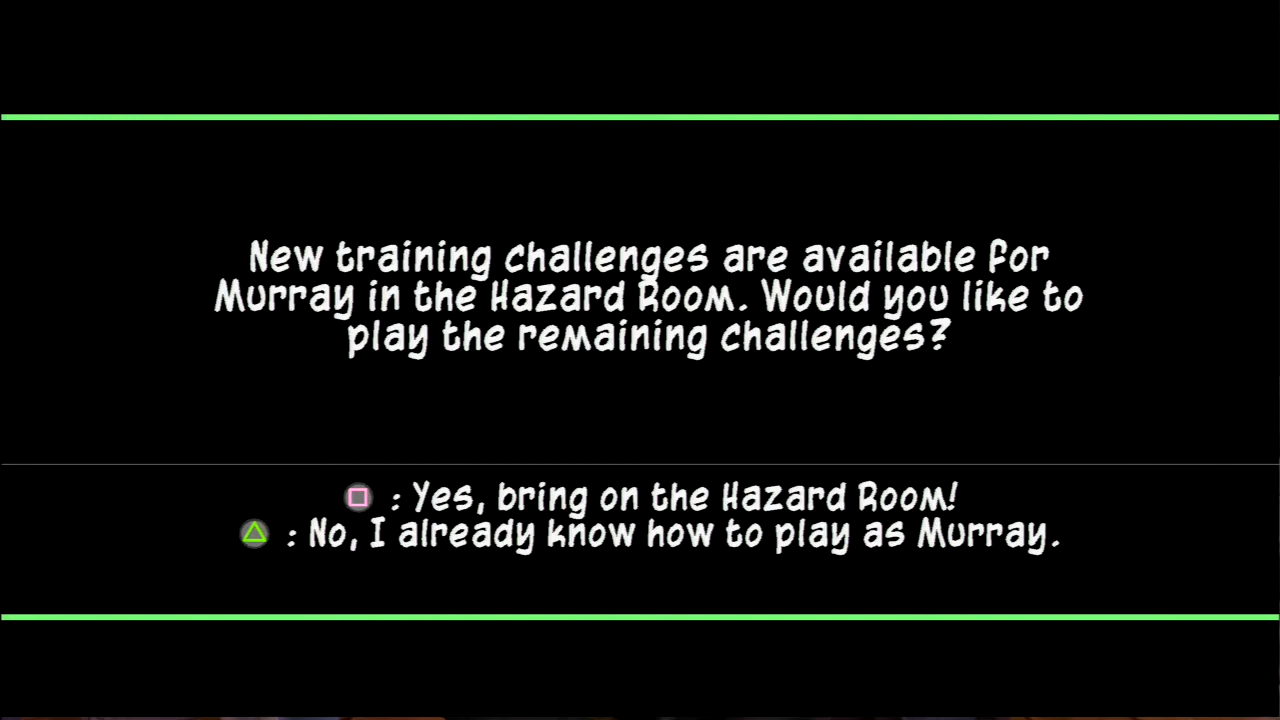 New training challenges are available for
Murray in the Hazard Room. Would you like to
play the remaining challenges?
: Yes, bring on the Hazard Room!
: No, I already know how to play as Murray.